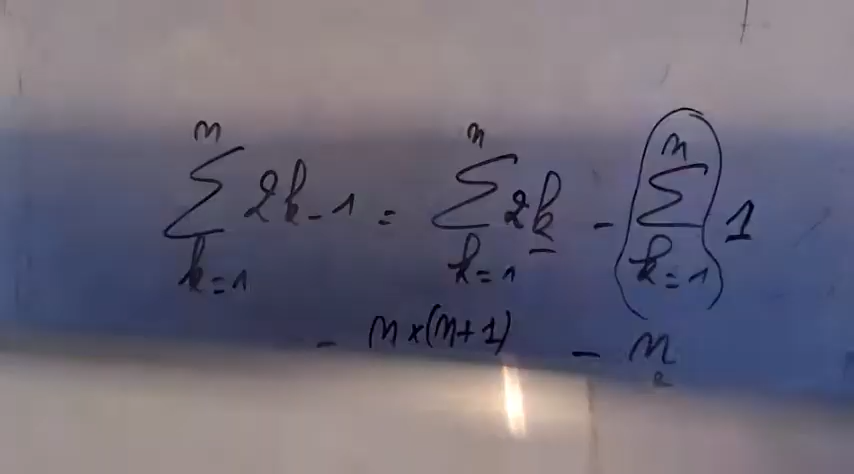 n n n
∑ 2k - 1 = ∑ 2k - ∑ 1
k=1 k=1 k=1
- n×(n+1) - n